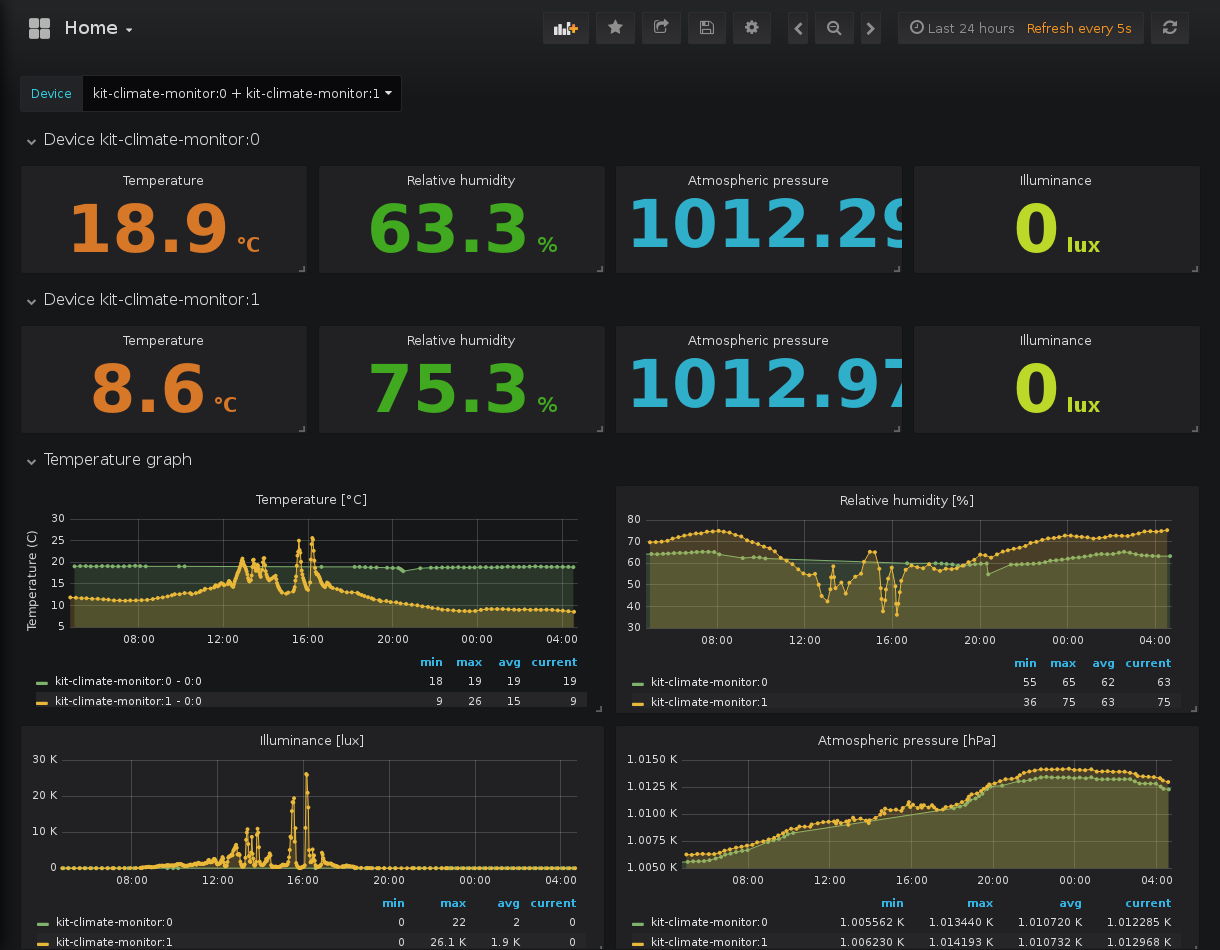 Home
Last 24 hours Refresh every 5s
Device kit-climate-monitor:0 + kit-climate-monitor:1
Device kit-climate-monitor:0
Temperature Relative humidity Atmospheric pressure Illuminance
18.9 °C 63.3 % 1012.29 0 lux
Device kit-climate-monitor:1
Temperature Relative humidity Atmospheric pressure Illuminance
8.6 °C 75.3 % 1012.97 0 lux
Temperature graph
Temperature [°C]
Temperature (C)
30
25
20
15
10
5
08:00 12:00 16:00 20:00 00:00 04:00
min max avg current
kit-climate-monitor:0 - 0:0 18 19 19 19
kit-climate-monitor:1 - 0:0 9 26 15 9
Relative humidity [%]
80
70
60
50
40
30
08:00 12:00 16:00 20:00 00:00 04:00
min max avg current
kit-climate-monitor:0 55 65 62 63
kit-climate-monitor:1 36 75 63 75
Illuminance [lux]
30 K
20 K
10 K
0
08:00 12:00 16:00 20:00 00:00 04:00
min max avg current
kit-climate-monitor:0 0 22 2 0
kit-climate-monitor:1 0 26.1 K 1.9 K 0
Atmospheric pressure [hPa]
1.0150 K
1.0125 K
1.0100 K
1.0075 K
1.0050 K
08:00 12:00 16:00 20:00 00:00 04:00
min max avg current
kit-climate-monitor:0 1.005562 K 1.013440 K 1.010720 K 1.012285 K
kit-climate-monitor:1 1.006230 K 1.014193 K 1.010732 K 1.012968 K